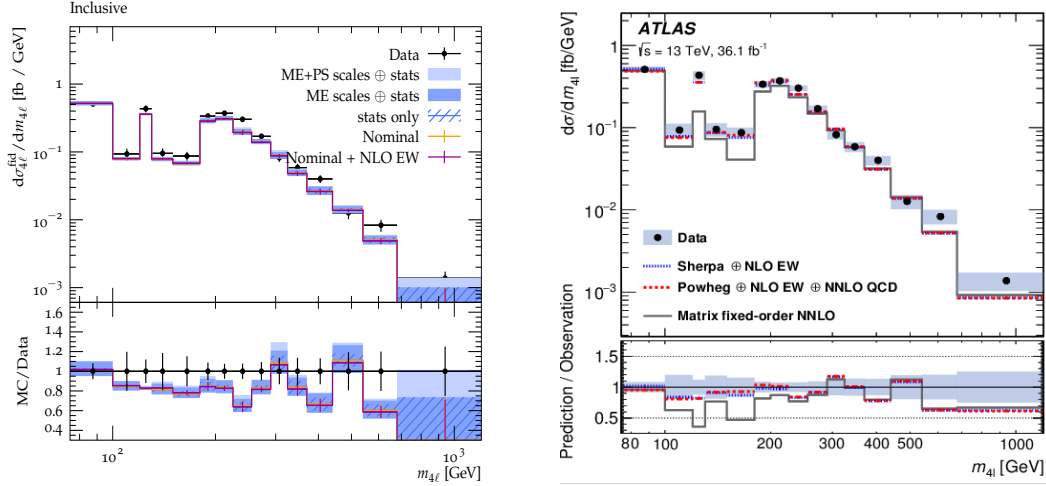 Inclusive
dσ^fid_4ℓ/dm_4ℓ [fb / GeV]
1
10^−1
10^−2
10^−3
Data
ME+PS scales ⊕ stats
ME scales ⊕ stats
stats only
Nominal
Nominal + NLO EW
MC/Data
1.6
1.4
1.2
1
0.8
0.6
0.4
10^2
10^3
m_4ℓ [GeV]
dσ/dm_4l [fb/GeV]
1
10^−1
10^−2
10^−3
ATLAS
√s = 13 TeV, 36.1 fb^-1
Data
Sherpa ⊕ NLO EW
Powheg ⊕ NLO EW ⊕ NNLO QCD
Matrix fixed-order NNLO
Prediction / Observation
1.5
1
0.5
80 100 200 300 400 500 1000
m_4l [GeV]